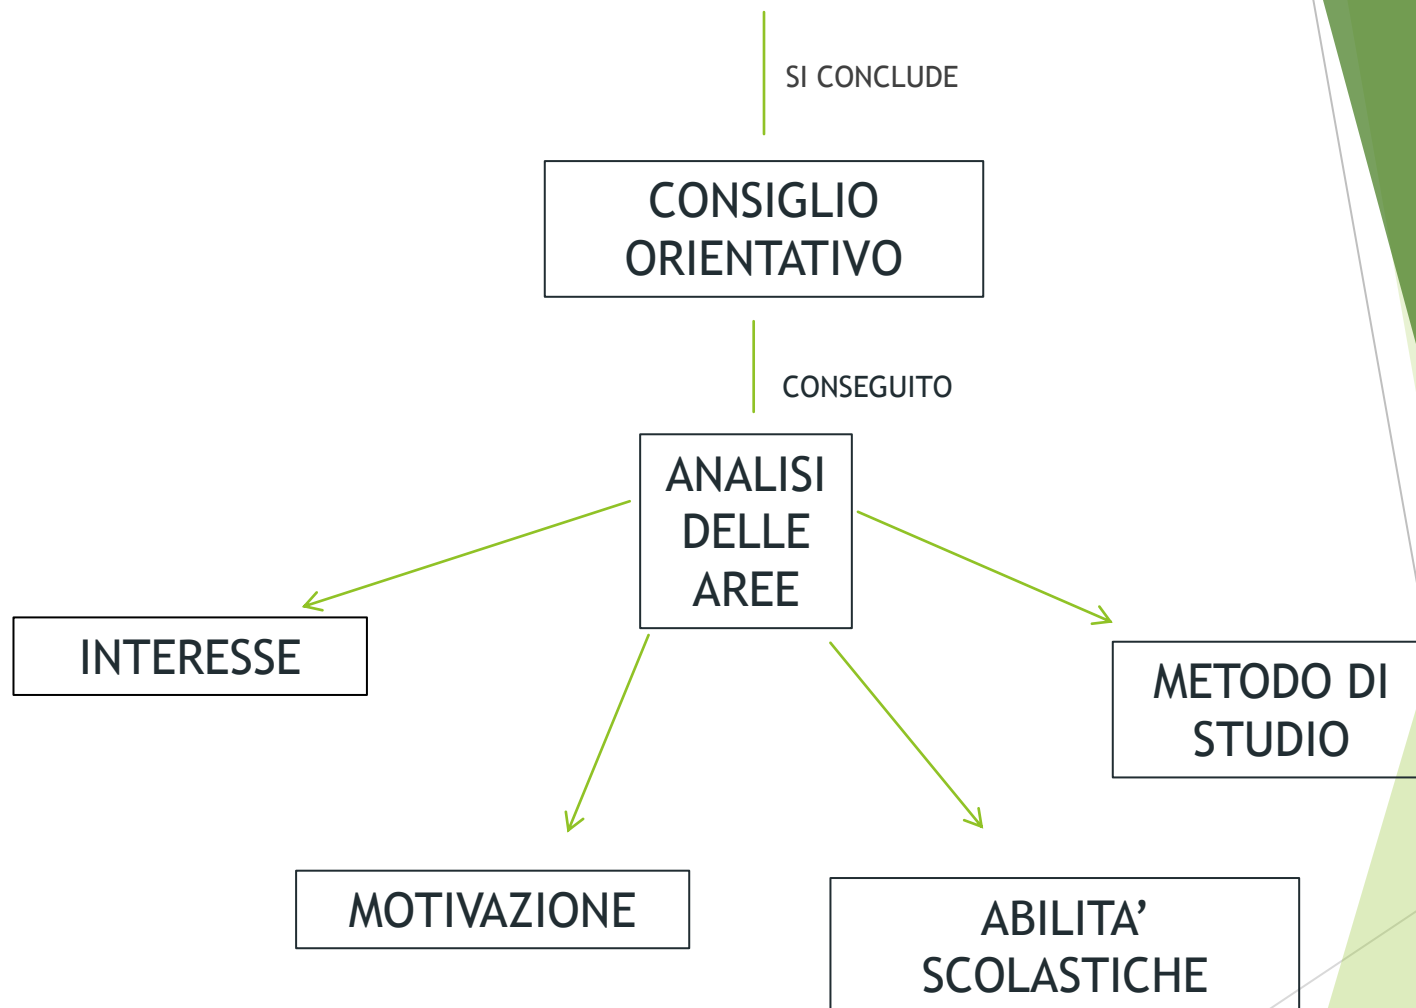 SI CONCLUDE
CONSIGLIO
ORIENTATIVO
CONSEGUITO
ANALISI
DELLE
AREE
INTERESSE
METODO DI
STUDIO
MOTIVAZIONE
ABILITA’
SCOLASTICHE